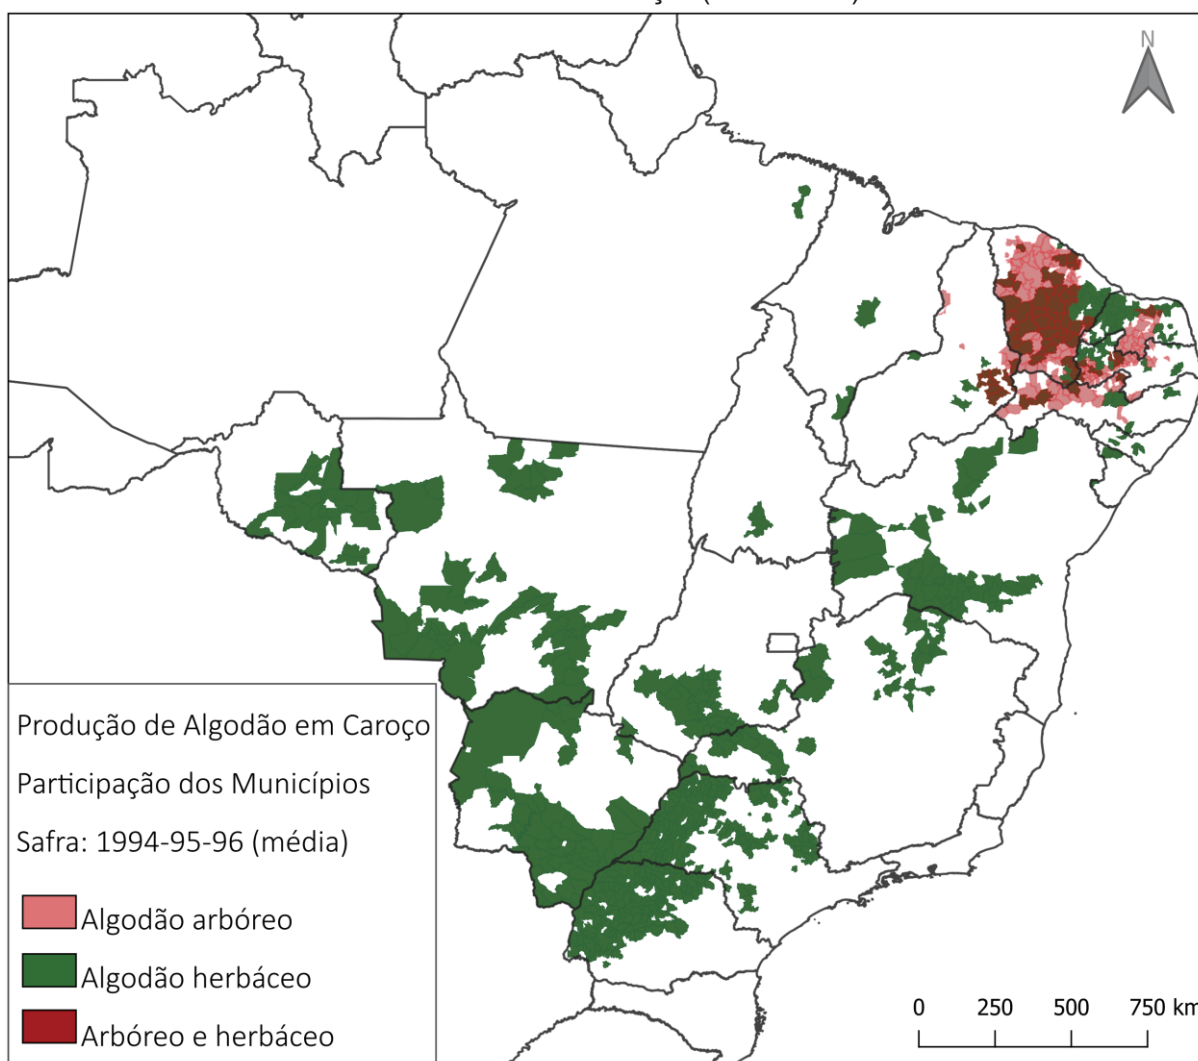 N
Produção de Algodão em Caroço
Participação dos Municípios
Safra: 1994-95-96 (média)
Algodão arbóreo
Algodão herbáceo
Arbóreo e herbáceo
0 250 500 750 km